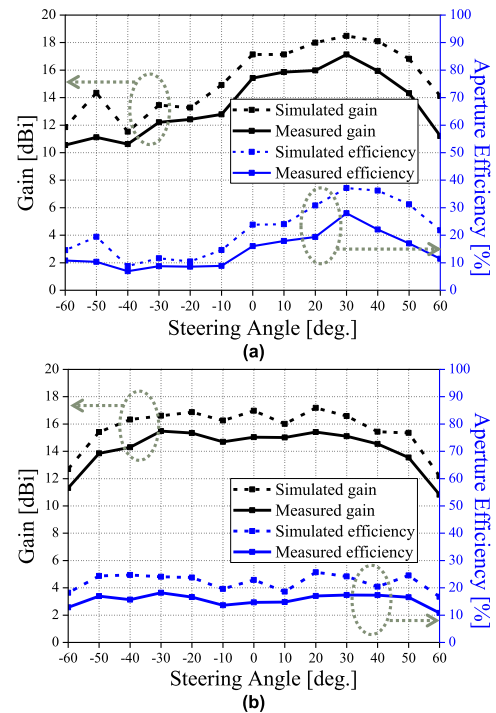 20
18
16
14
12
10
8
6
4
2
0
Gain [dBi]
100
90
80
70
60
50
40
30
20
10
0
Aperture Efficiency [%]
Simulated gain
Measured gain
Simulated efficiency
Measured efficiency
-60 -50 -40 -30 -20 -10 0 10 20 30 40 50 60
Steering Angle [deg.]
(a)
20
18
16
14
12
10
8
6
4
2
0
Gain [dBi]
100
90
80
70
60
50
40
30
20
10
0
Aperture Efficiency [%]
Simulated gain
Measured gain
Simulated efficiency
Measured efficiency
-60 -50 -40 -30 -20 -10 0 10 20 30 40 50 60
Steering Angle [deg.]
(b)